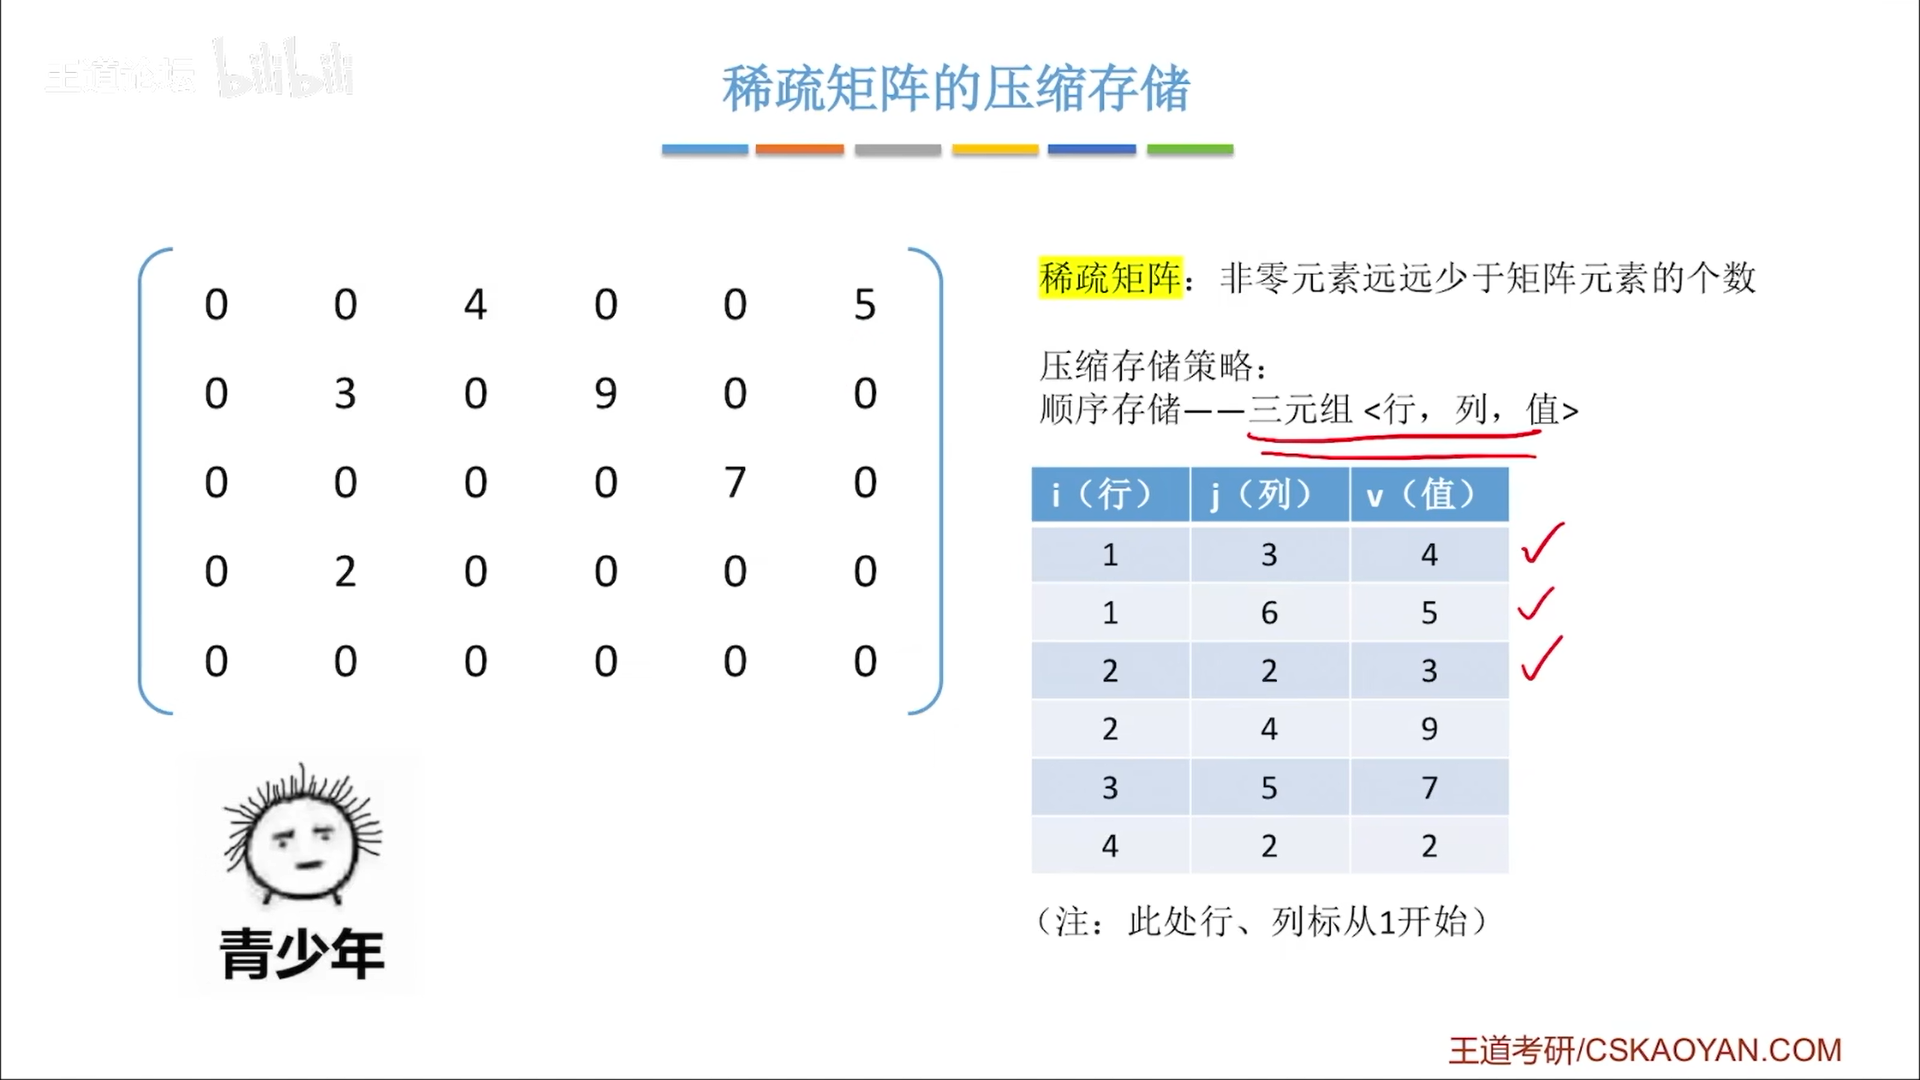 王道论坛 bilibili
稀疏矩阵的压缩存储
0 0 4 0 0 5
0 3 0 9 0 0
0 0 0 0 7 0
0 2 0 0 0 0
0 0 0 0 0 0
青少年
稀疏矩阵：非零元素远远少于矩阵元素的个数
压缩存储策略：
顺序存储——三元组 <行，列，值>
i（行） j（列） v（值）
1 3 4
1 6 5
2 2 3
2 4 9
3 5 7
4 2 2
（注：此处行、列标从1开始）
王道考研/CSKAOYAN.COM